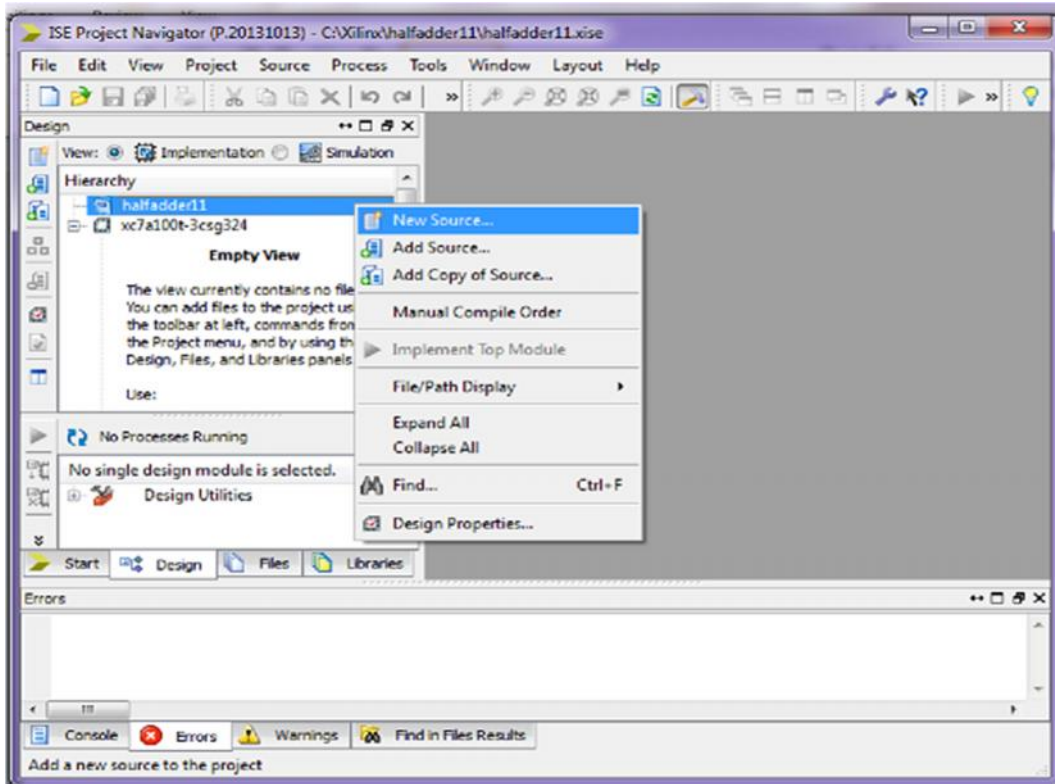 ISE Project Navigator (P.20131013) - C:\Xilinx\halfadder11\halfadder11.xise
File Edit View Project Source Process Tools Window Layout Help
Design
View: Implementation Simulation
Hierarchy
halfadder11
xc7a100t-3csg324
Empty View
The view currently contains no file
You can add files to the project us
the toolbar at left, commands from
the Project menu, and by using th
Design, Files, and Libraries panels
Use:
New Source...
Add Source...
Add Copy of Source...
Manual Compile Order
Implement Top Module
File/Path Display
Expand All
Collapse All
Find... Ctrl+F
Design Properties...
No Processes Running
No single design module is selected.
Design Utilities
Start Design Files Libraries
Errors
Console Errors Warnings Find in Files Results
Add a new source to the project